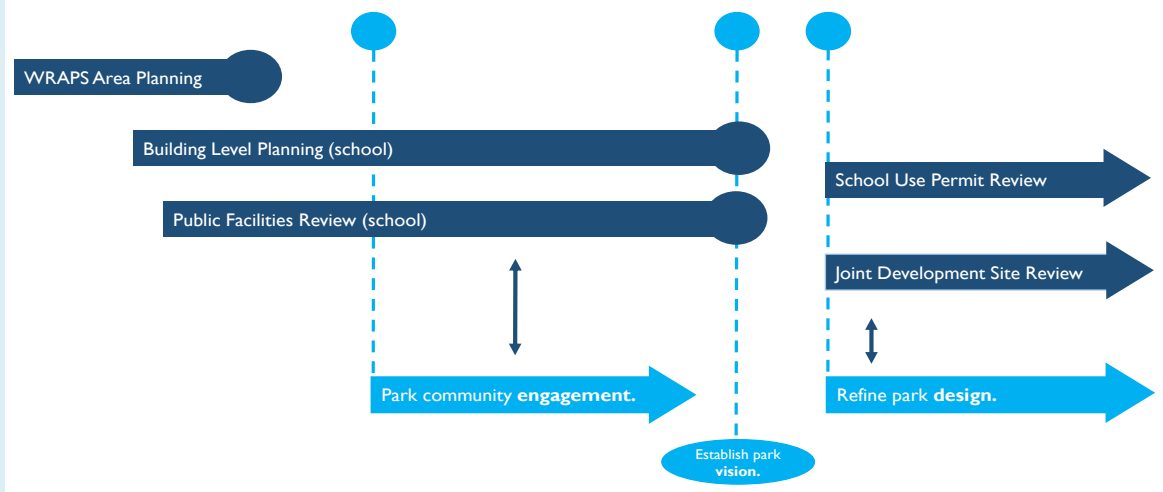 WRAPS Area Planning
Building Level Planning (school)
School Use Permit Review
Public Facilities Review (school)
Joint Development Site Review
Park community engagement.
Refine park design.
Establish park
vision.